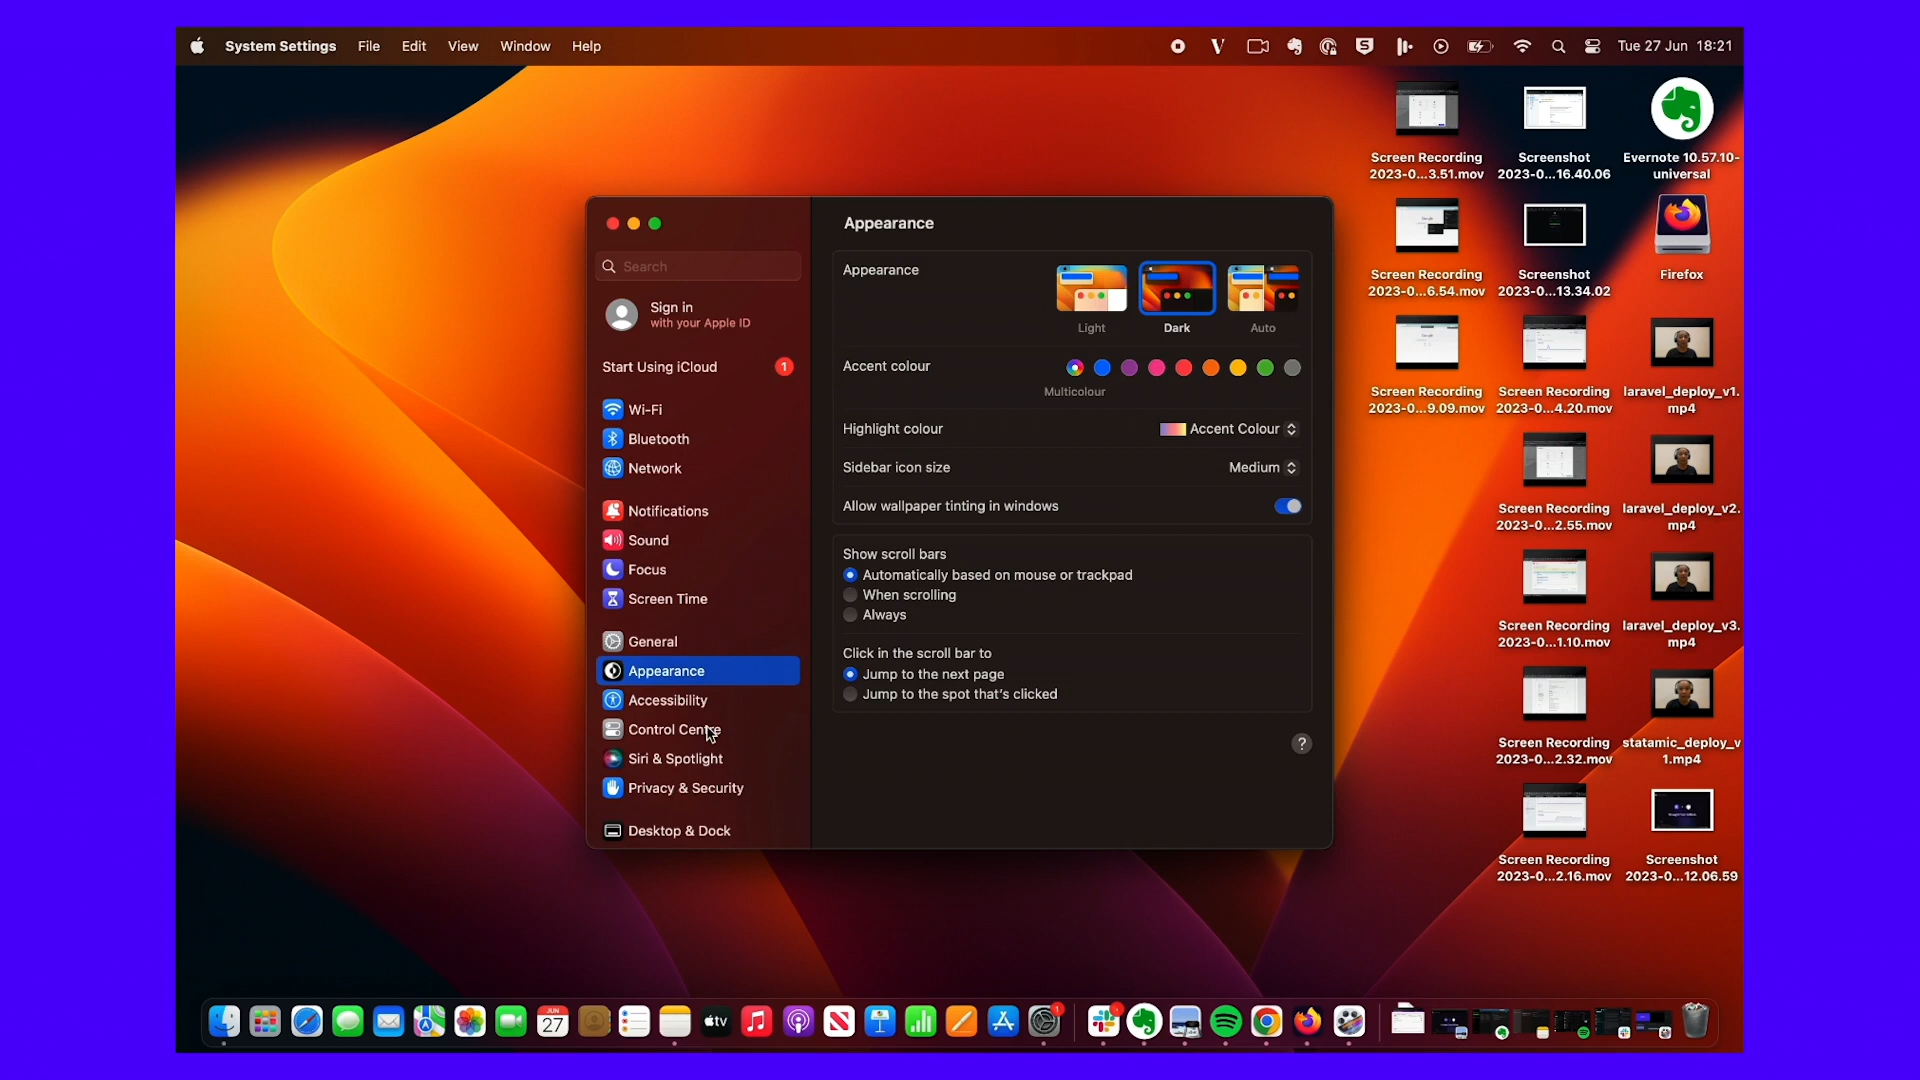 System Settings File Edit View Window Help
Tue 27 Jun 18:21
Screen Recording
2023-0...3.51.mov
Screenshot
2023-0...16.40.06
Evernote 10.57.10-
universal
Screen Recording
2023-0...6.54.mov
Screenshot
2023-0...13.34.02
Firefox
Screen Recording
2023-0...9.09.mov
Screen Recording
2023-0...4.20.mov
laravel_deploy_v1.
mp4
Screen Recording
2023-0...2.55.mov
laravel_deploy_v2.
mp4
Screen Recording
2023-0...1.10.mov
laravel_deploy_v3.
mp4
Screen Recording
2023-0...2.32.mov
statamic_deploy_v
1.mp4
Screen Recording
2023-0...2.16.mov
Screenshot
2023-0...12.06.59
Search
Sign in
with your Apple ID
Start Using iCloud 1
Wi-Fi
Bluetooth
Network
Notifications
Sound
Focus
Screen Time
General
Appearance
Accessibility
Control Centre
Siri & Spotlight
Privacy & Security
Desktop & Dock
Appearance
Appearance
Light Dark Auto
Accent colour
Multicolour
Highlight colour Accent Colour
Sidebar icon size Medium
Allow wallpaper tinting in windows
Show scroll bars
Automatically based on mouse or trackpad
When scrolling
Always
Click in the scroll bar to
Jump to the next page
Jump to the spot that's clicked
?
JUN
27
tv
1
1